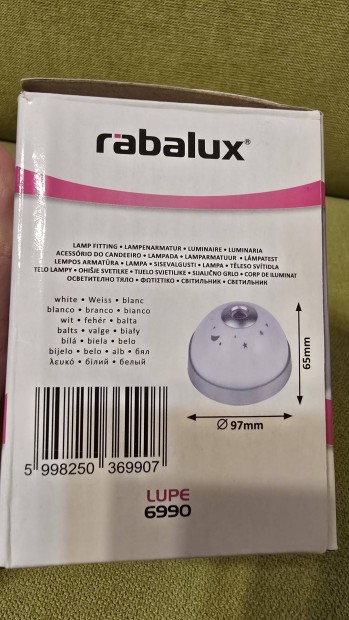 rabalux®
LAMP FITTING • LAMPENARMATUR • LUMINAIRE • LUMINARIA
ACESSÓRIO DO CANDEEIRO • LAMPADA • LAMPARMATUUR • LÁMPATEST
LEMPOS ARMATŪRA • LAMPA • SISEVALGUSTI • LAMPA • TĚLESO SVÍTIDLA
TELO LAMPY • OHIŠJE SVETILKE • TIJELO SVJETILJKE • SIJALIČNO GRLO • CORP DE ILUMINAT
ОСВЕТИТЕЛНО ТЯЛО • ΦΩΤΙΣΤΙΚΟ • СВІТИЛЬНИК • СВЕТИЛЬНИК
white • Weiss • blanc
blanco • branco • bianco
wit • fehér • balta
balts • valge • biały
bílá • biela • belo
bijelo • belo • alb • бял
λευκό • білий • белый
65mm
Ø 97mm
5 998250 369907
LUPE
6990